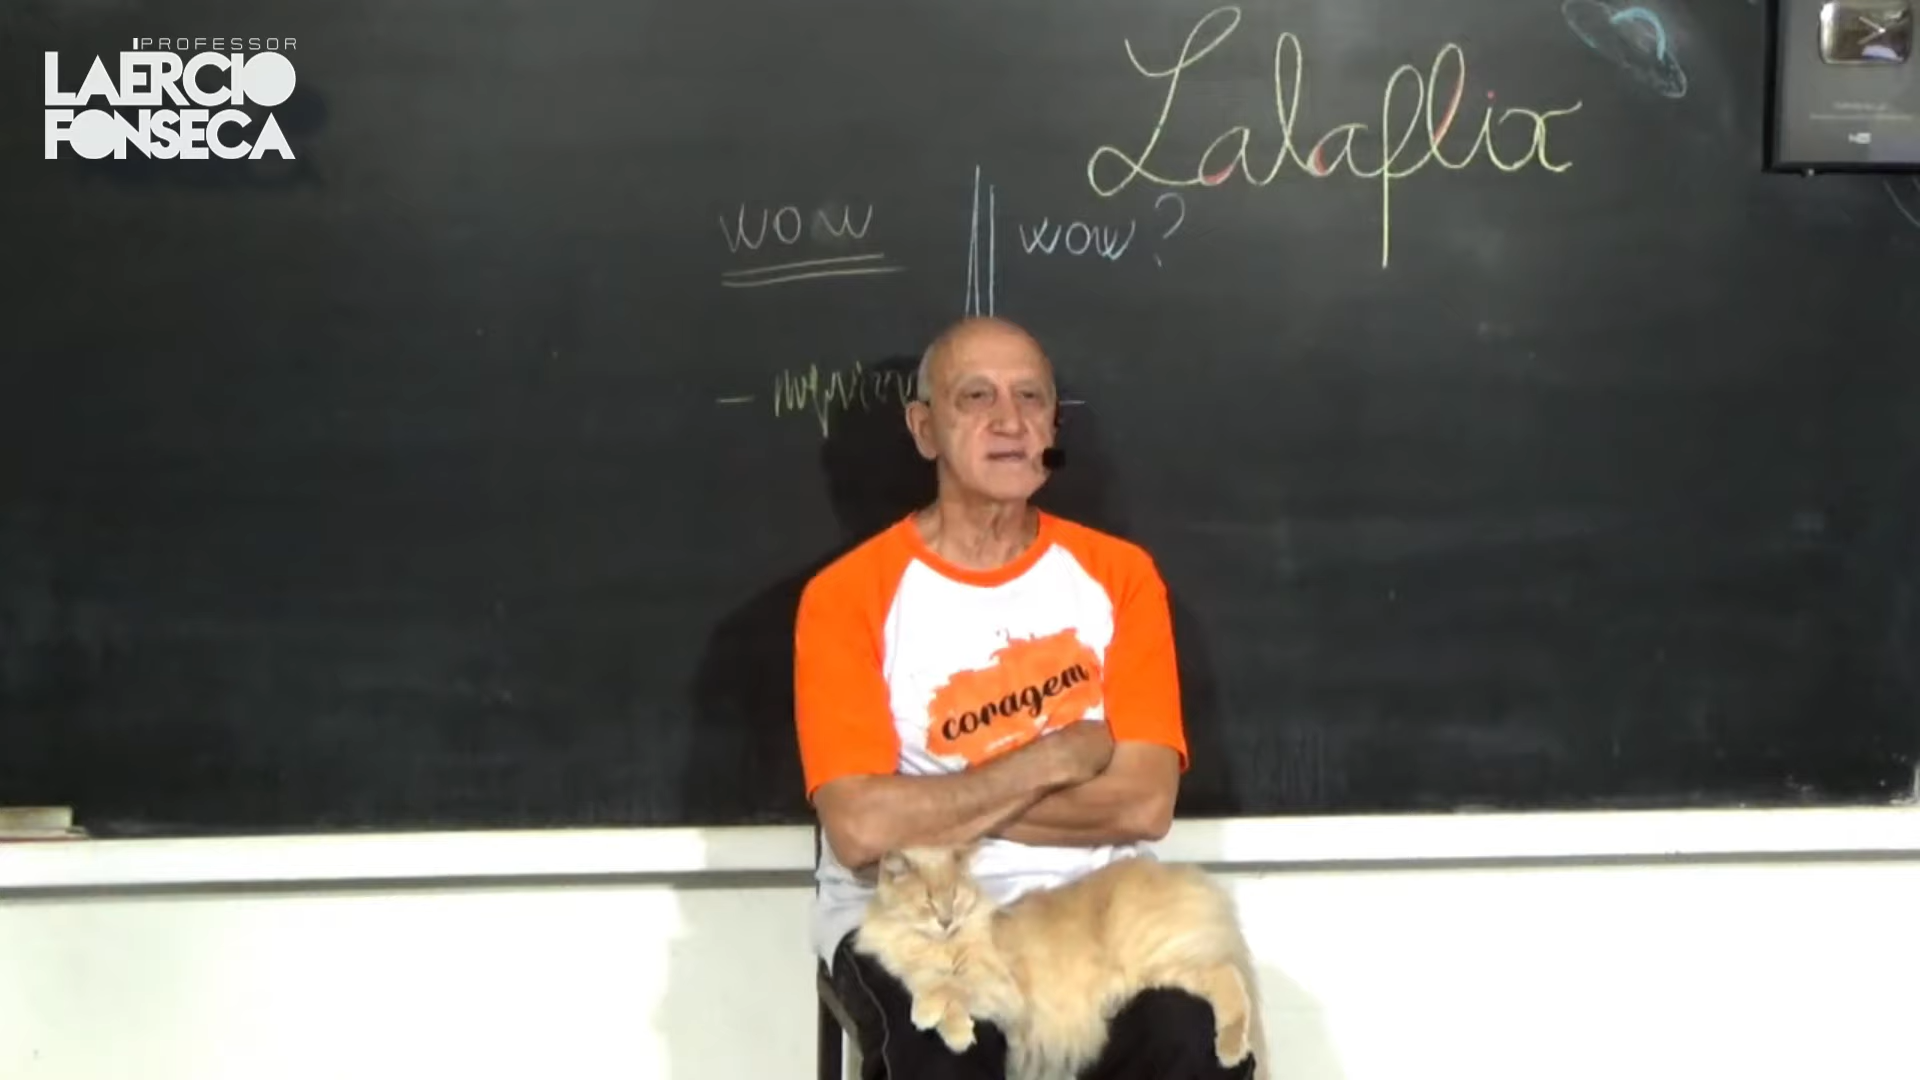 PROFESSOR
LAERCIO
FONSECA
Lalaflix
wow
wow?
coragem